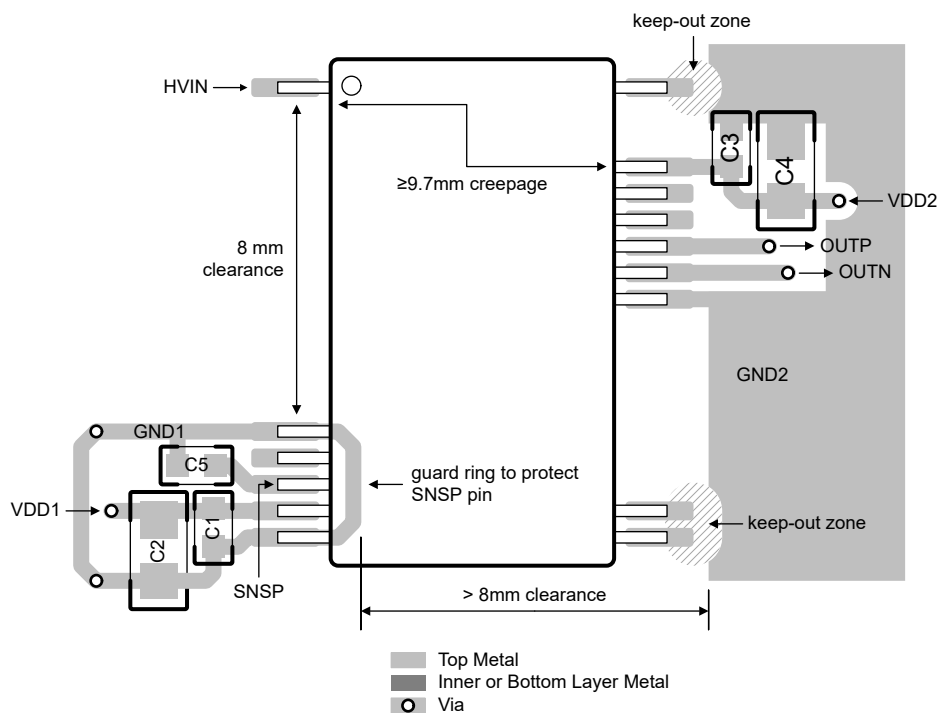 keep-out zone
HVIN
C3
C4
≥9.7mm creepage
VDD2
8 mm
clearance
OUTP
OUTN
GND2
GND1
C5
guard ring to protect
SNSP pin
VDD1
C2
C1
keep-out zone
SNSP
> 8mm clearance
Top Metal
Inner or Bottom Layer Metal
Via